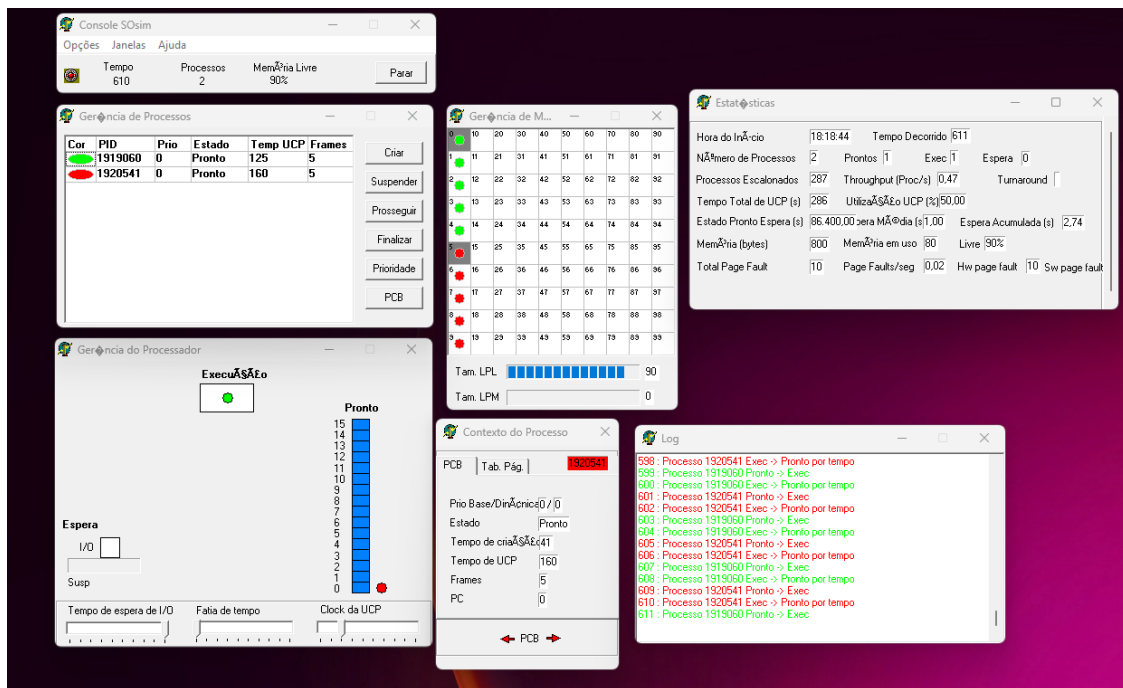 Console SOsim
Opções Janelas Ajuda
Tempo Processos MemÃ³ria Livre
610 2 90%
Parar
Ger�ncia de Processos
Cor PID Prio Estado Temp UCP Frames
1919060 0 Pronto 125 5
1920541 0 Pronto 160 5
Criar
Suspender
Prosseguir
Finalizar
Prioridade
PCB
Ger�ncia de M...
0 10 20 30 40 50 60 70 80 90
1 11 21 31 41 51 61 71 81 91
2 12 22 32 42 52 62 72 82 92
3 13 23 33 43 53 63 73 83 93
4 14 24 34 44 54 64 74 84 94
5 15 25 35 45 55 65 75 85 95
6 16 26 36 46 56 66 76 86 96
7 17 27 37 47 57 67 77 87 97
8 18 28 38 48 58 68 78 88 98
9 19 29 39 49 59 69 79 89 99
Tam. LPL 90
Tam. LPM 0
Estat�sticas
Hora do InÃ­cio 18:18:44 Tempo Decorrido 611
NÃºmero de Processos 2 Prontos 1 Exec 1 Espera 0
Processos Escalonados 287 Throughput (Proc/s) 0,47 Turnaround
Tempo Total de UCP (s) 286 UtilizaÃ§Ã£o UCP (%) 50,00
Estado Pronto Espera (s) 86.400,00 pera MÃ©dia (s 1,00 Espera Acumulada (s) 2,74
MemÃ³ria (bytes) 800 MemÃ³ria em uso 80 Livre 90%
Total Page Fault 10 Page Faults/seg 0,02 Hw page fault 10 Sw page fault
Ger�ncia do Processador
ExecuÃ§Ã£o
Pronto
15
14
13
12
11
10
9
8
7
6
5
4
3
2
1
0
Espera
I/O
Susp
Tempo de espera de I/O Fatia de tempo Clock da UCP
Contexto do Processo
PCB Tab. Pág. 1920541
Prio Base/DinÃ¢mica 0 / 0
Estado Pronto
Tempo de criaÃ§Ã£o 41
Tempo de UCP 160
Frames 5
PC 0
PCB
Log
598 : Processo 1920541 Exec -> Pronto por tempo
599 : Processo 1919060 Pronto -> Exec
600 : Processo 1919060 Exec -> Pronto por tempo
601 : Processo 1920541 Pronto -> Exec
602 : Processo 1920541 Exec -> Pronto por tempo
603 : Processo 1919060 Pronto -> Exec
604 : Processo 1919060 Exec -> Pronto por tempo
605 : Processo 1920541 Pronto -> Exec
606 : Processo 1920541 Exec -> Pronto por tempo
607 : Processo 1919060 Pronto -> Exec
608 : Processo 1919060 Exec -> Pronto por tempo
609 : Processo 1920541 Pronto -> Exec
610 : Processo 1920541 Exec -> Pronto por tempo
611 : Processo 1919060 Pronto -> Exec